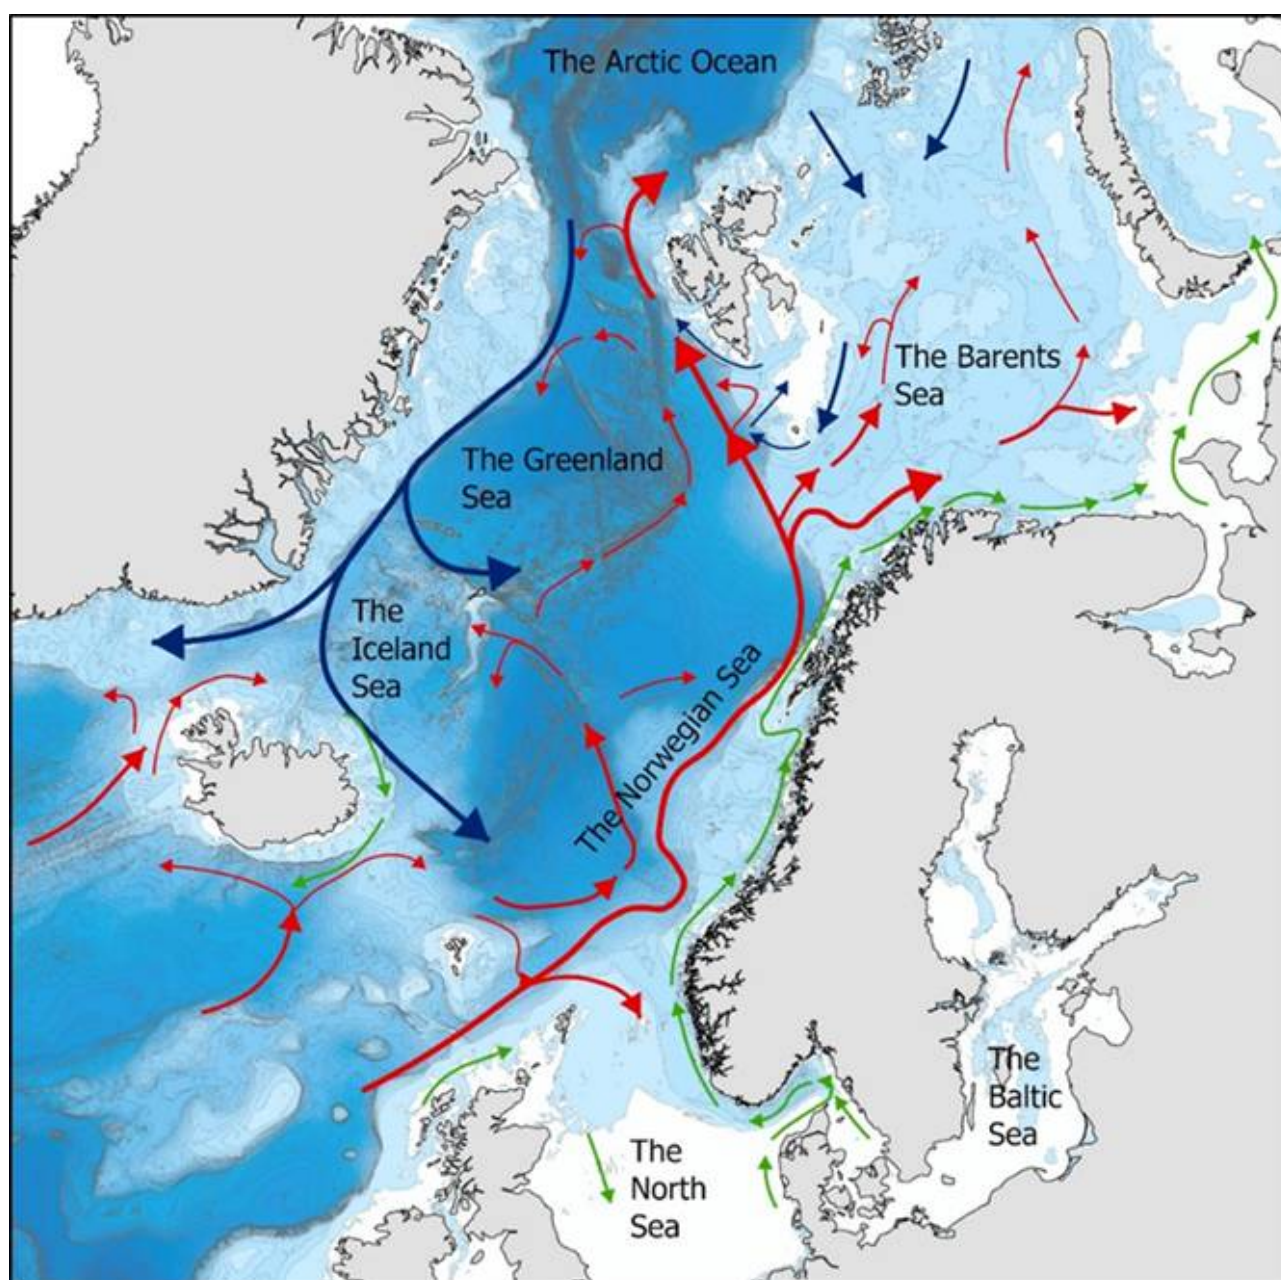 The Arctic Ocean
The Barents
Sea
The Greenland
Sea
The
Iceland
Sea
The Norwegian Sea
The
Baltic
Sea
The
North
Sea